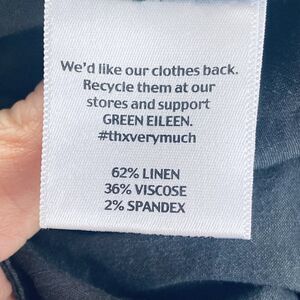 We'd like our clothes back.
Recycle them at our
stores and support
GREEN EILEEN.
#thxverymuch
62% LINEN
36% VISCOSE
2% SPANDEX